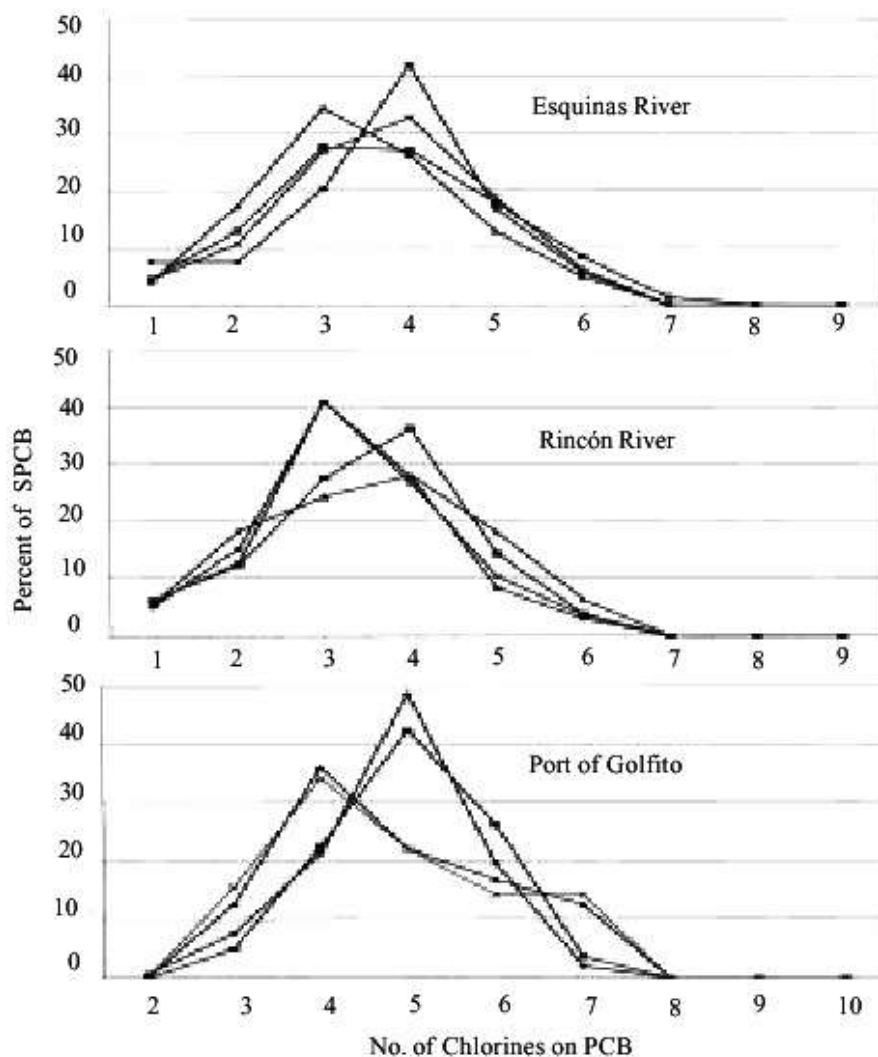 50
40
30
20
10
0
Esquinas River
1 2 3 4 5 6 7 8 9
50
40
30
20
10
0
Rincón River
1 2 3 4 5 6 7 8 9
Percent of SPCB
50
40
30
20
10
0
Port of Golfito
2 3 4 5 6 7 8 9 10
No. of Chlorines on PCB